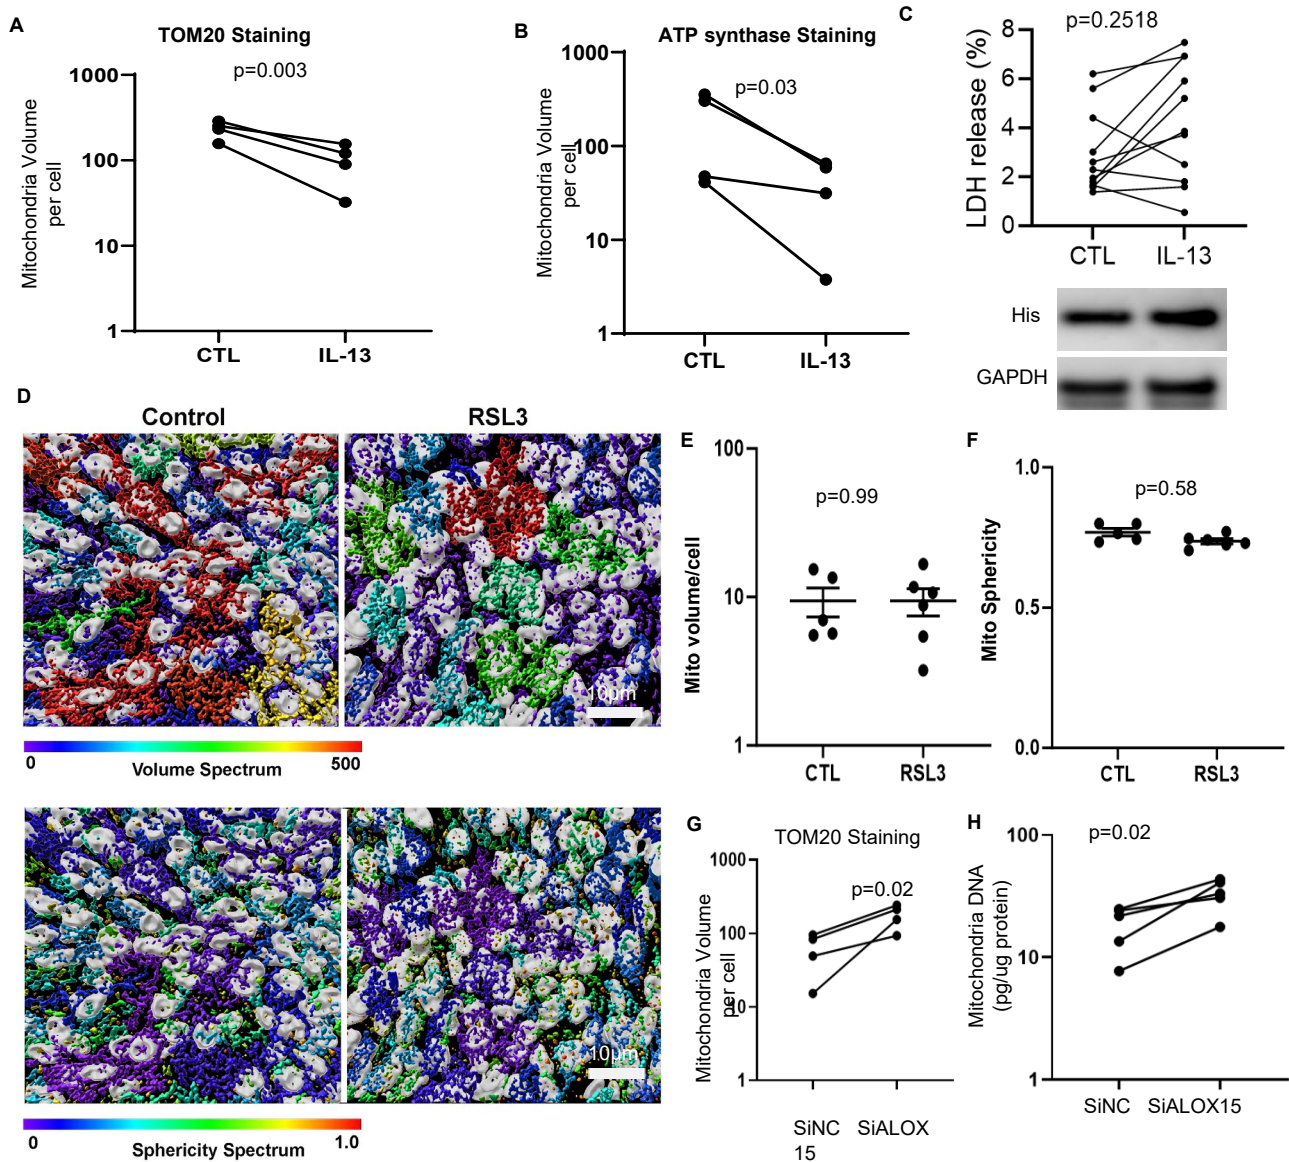 A
TOM20 Staining
p=0.003
1000
100
10
1
Mitochondria Volume
per cell
CTL
IL-13
B
ATP synthase Staining
p=0.03
1000
100
10
1
Mitochondria Volume
per cell
CTL
IL-13
C
p=0.2518
8
6
4
2
0
LDH release (%)
CTL
IL-13
His
GAPDH
D
Control
RSL3
10μm
0
500
Volume Spectrum
10μm
0
1.0
Sphericity Spectrum
E
p=0.99
100
10
1
Mito volume/cell
CTL
RSL3
F
p=0.58
1.0
0.5
0.0
Mito Sphericity
CTL
RSL3
G
TOM20 Staining
p=0.02
1000
100
10
1
Mitochondria Volume
per cell
SiNC
SiALOX
15
H
p=0.02
100
10
1
Mitochondria DNA
(pg/ug protein)
SiNC
SiALOX15